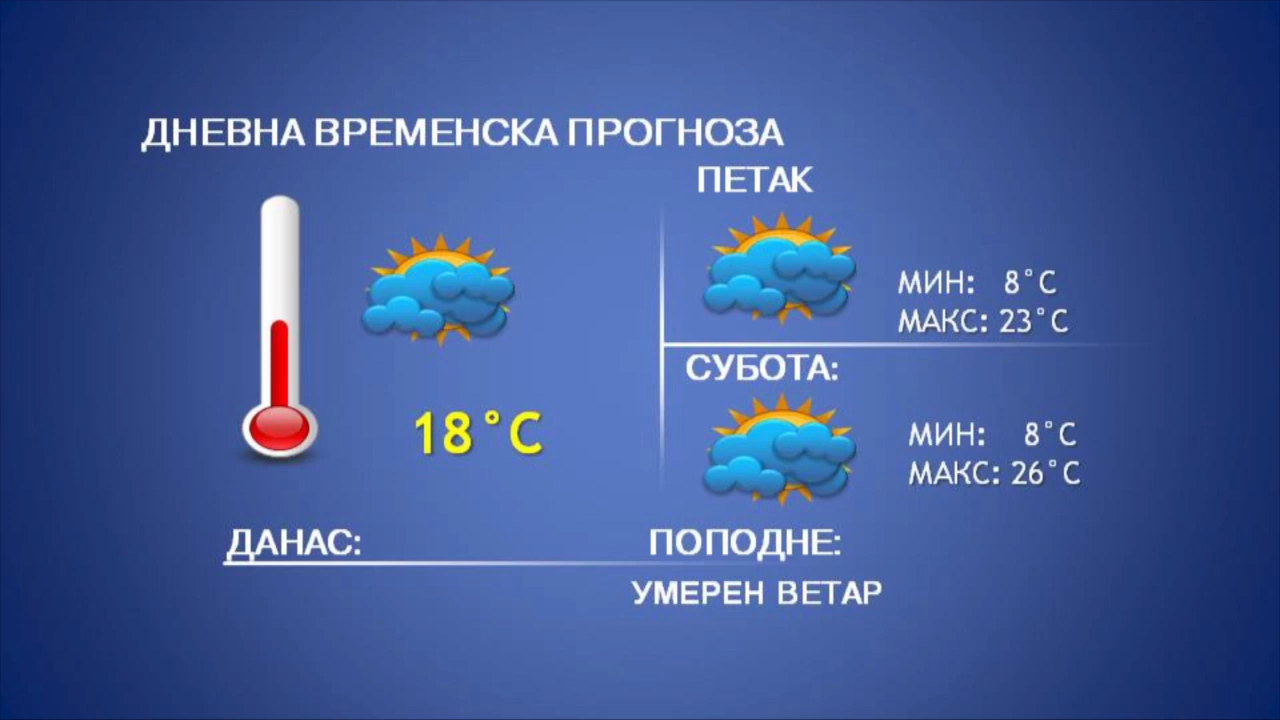 ДНЕВНА ВРЕМЕНСКА ПРОГНОЗА
ПЕТАК
МИН: 8°C
МАКС: 23°C
18°C
СУБОТА:
МИН: 8°C
МАКС: 26°C
ДАНАС:
ПОПОДНЕ:
УМЕРЕН ВЕТАР